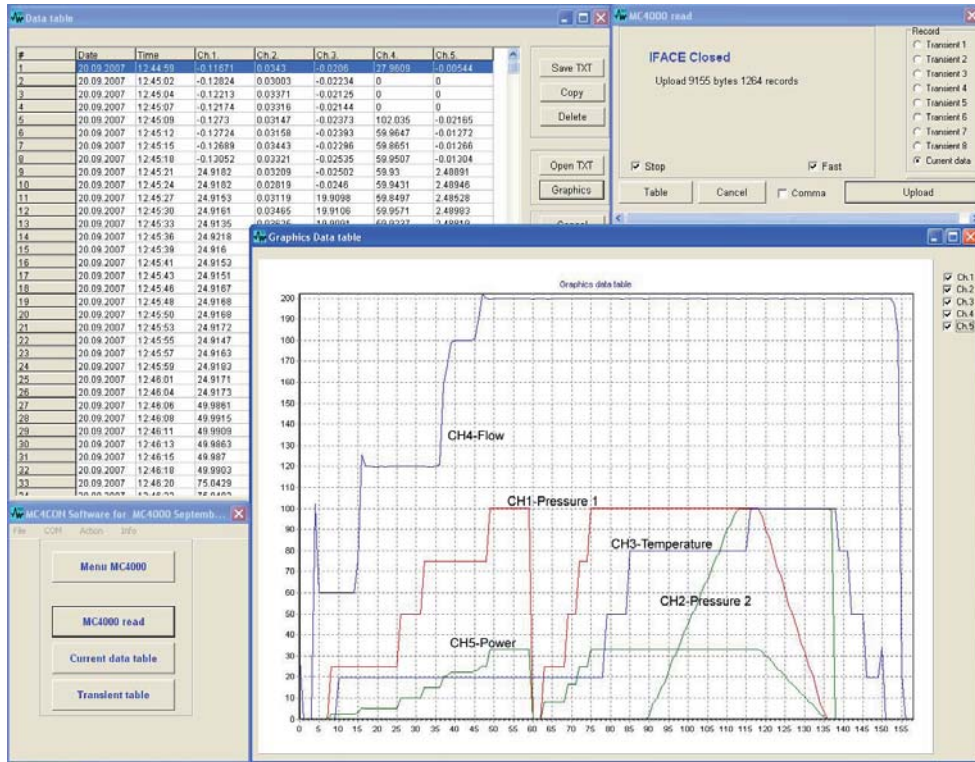 Data table
# Date Time Ch.1. Ch.2. Ch.3. Ch.4. Ch.5.
1 20.09.2007 12:44:59 -0.11671 0.0343 -0.0206 27.9609 -0.00544
2 20.09.2007 12:45:02 -0.12824 0.03003 -0.02234 0 0
3 20.09.2007 12:45:04 -0.12213 0.03371 -0.02125 0 0
4 20.09.2007 12:45:07 -0.12174 0.03316 -0.02144 0 0
5 20.09.2007 12:45:09 -0.1273 0.03147 -0.02373 102.035 -0.02165
6 20.09.2007 12:45:12 -0.12724 0.03158 -0.02393 59.9647 -0.01272
7 20.09.2007 12:45:15 -0.12689 0.03443 -0.02296 59.8651 -0.01266
8 20.09.2007 12:45:18 -0.13052 0.03321 -0.02535 59.9507 -0.01304
9 20.09.2007 12:45:21 24.9182 0.03209 -0.02502 59.93 2.48891
10 20.09.2007 12:45:24 24.9182 0.02819 -0.0246 59.9431 2.48946
11 20.09.2007 12:45:27 24.9153 0.03119 19.9098 59.8497 2.48528
12 20.09.2007 12:45:30 24.9161 0.03465 19.9106 59.9571 2.48983
13 20.09.2007 12:45:33 24.9135
14 20.09.2007 12:45:36 24.9218
15 20.09.2007 12:45:39 24.916
16 20.09.2007 12:45:41 24.9153
17 20.09.2007 12:45:43 24.9151
18 20.09.2007 12:45:46 24.9167
19 20.09.2007 12:45:48 24.9168
20 20.09.2007 12:45:50 24.9168
21 20.09.2007 12:45:53 24.9172
22 20.09.2007 12:45:55 24.9147
23 20.09.2007 12:45:57 24.9163
24 20.09.2007 12:45:59 24.9183
25 20.09.2007 12:46:01 24.9171
26 20.09.2007 12:46:04 24.9173
27 20.09.2007 12:46:06 49.9861
28 20.09.2007 12:46:08 49.9915
29 20.09.2007 12:46:11 49.9909
30 20.09.2007 12:46:13 49.9863
31 20.09.2007 12:46:15 49.987
32 20.09.2007 12:46:18 49.9903
33 20.09.2007 12:46:20 75.0429
Save TXT
Copy
Delete
Open TXT
Graphics
MC4000 read
IFACE Closed
Upload 9155 bytes 1264 records
Stop
Fast
Table
Cancel
Comma
Upload
Record
Transient 1
Transient 2
Transient 3
Transient 4
Transient 5
Transient 6
Transient 7
Transient 8
Current data
Graphics Data table
Graphics data table
Ch.1
Ch.2
Ch.3
Ch.4
Ch.5
200
190
180
170
160
150
140
130
120
110
100
90
80
70
60
50
40
30
20
10
0
CH4-Flow
CH1-Pressure 1
CH3-Temperature
CH2-Pressure 2
CH5-Power
0 5 10 15 20 25 30 35 40 45 50 55 60 65 70 75 80 85 90 95 100 105 110 115 120 125 130 135 140 145 150 155
MC4CON Software for MC4000 Septemb...
File COM Action Info
Menu MC4000
MC4000 read
Current data table
Transient table